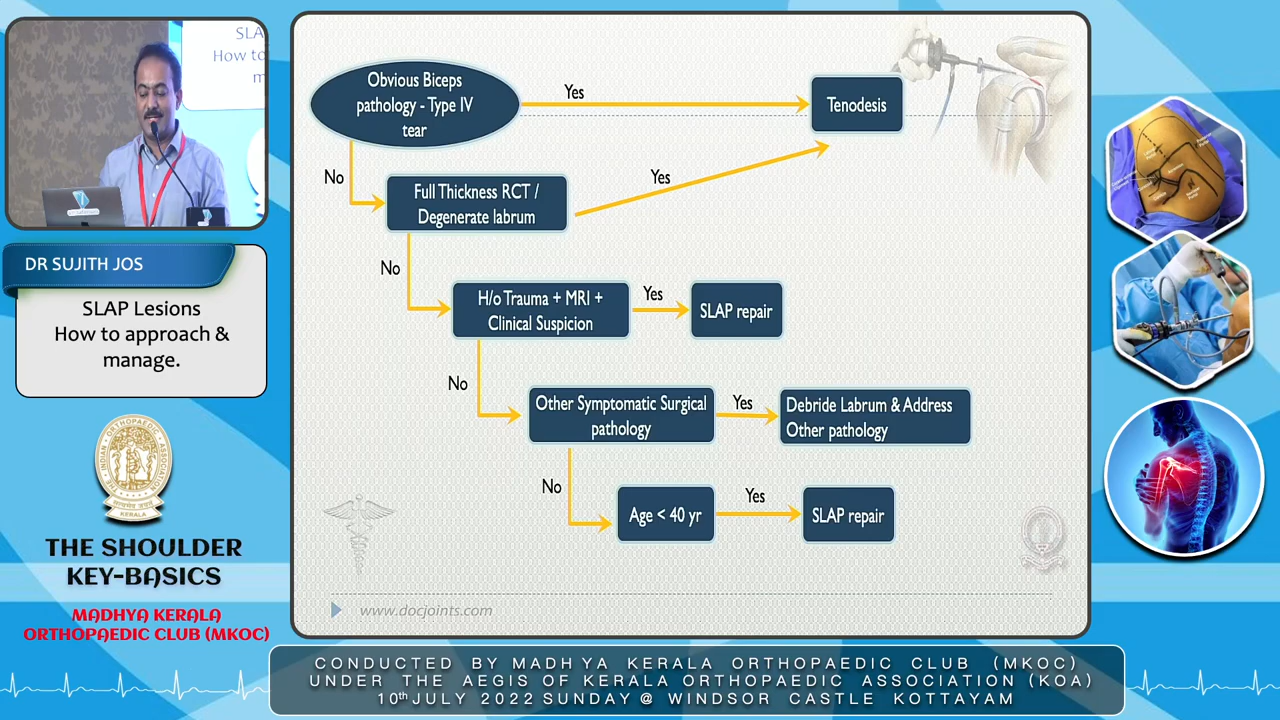 SLA
How to
m
DR SUJITH JOS
SLAP Lesions
How to approach &
manage.
THE SHOULDER
KEY-BASICS
MADHYA KERALA
ORTHOPAEDIC CLUB (MKOC)
Obvious Biceps
pathology - Type IV
tear
Yes
Tenodesis
No
Full Thickness RCT /
Degenerate labrum
Yes
No
H/o Trauma + MRI +
Clinical Suspicion
Yes
SLAP repair
No
Other Symptomatic Surgical
pathology
Yes
Debride Labrum & Address
Other pathology
No
Age < 40 yr
Yes
SLAP repair
www.docjoints.com
CONDUCTED BY MADHYA KERALA ORTHOPAEDIC CLUB (MKOC)
UNDER THE AEGIS OF KERALA ORTHOPAEDIC ASSOCIATION (KOA)
10th JULY 2022 SUNDAY @ WINDSOR CASTLE KOTTAYAM